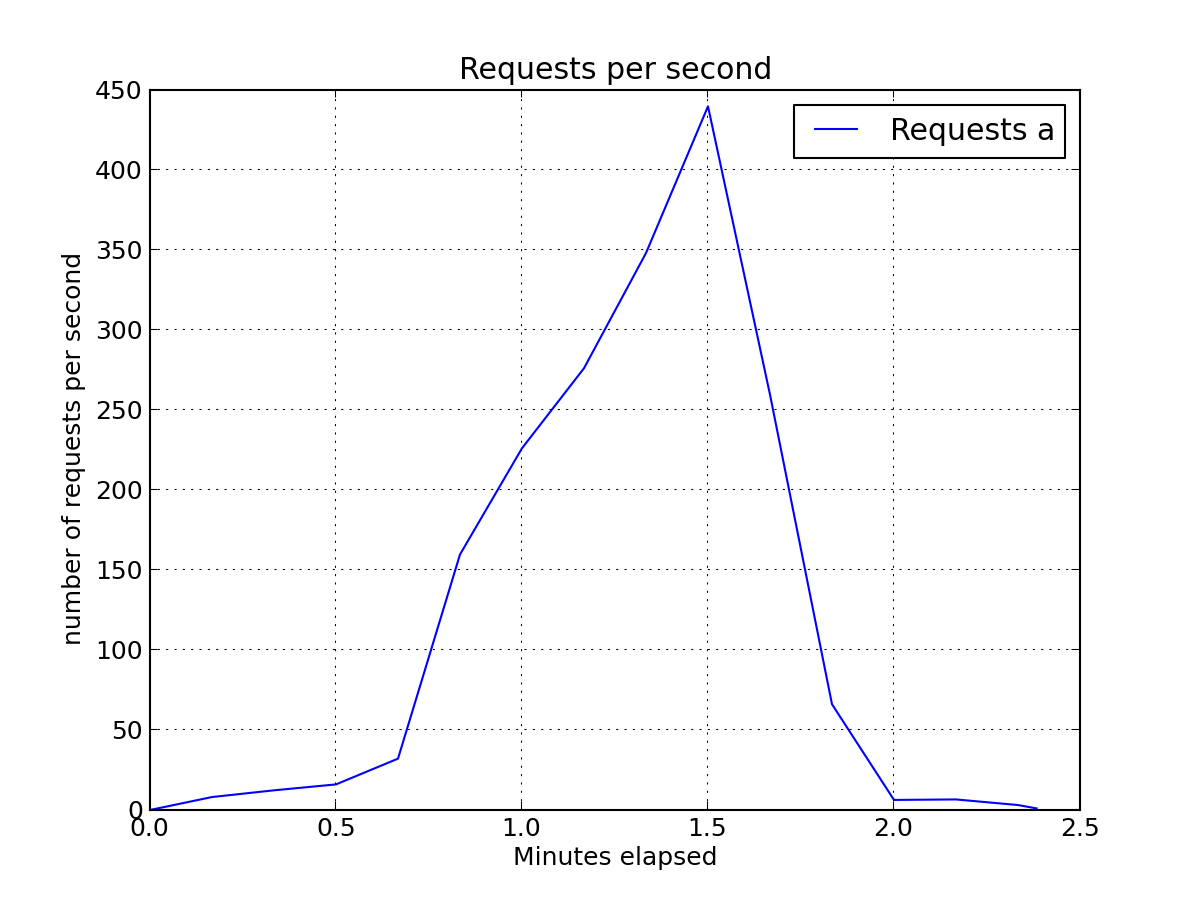 Requests per second
450
400
350
300
250
200
150
100
50
0
number of requests per second
Requests a
0.0 0.5 1.0 1.5 2.0 2.5
Minutes elapsed